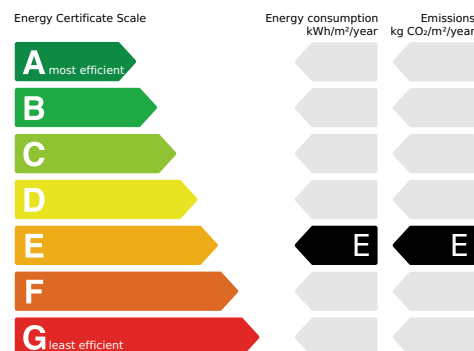 Energy Certificate Scale
Energy consumption
kWh/m²/year
Emissions
kg CO₂/m²/year
A most efficient
B
C
D
E
E
E
F
G least efficient